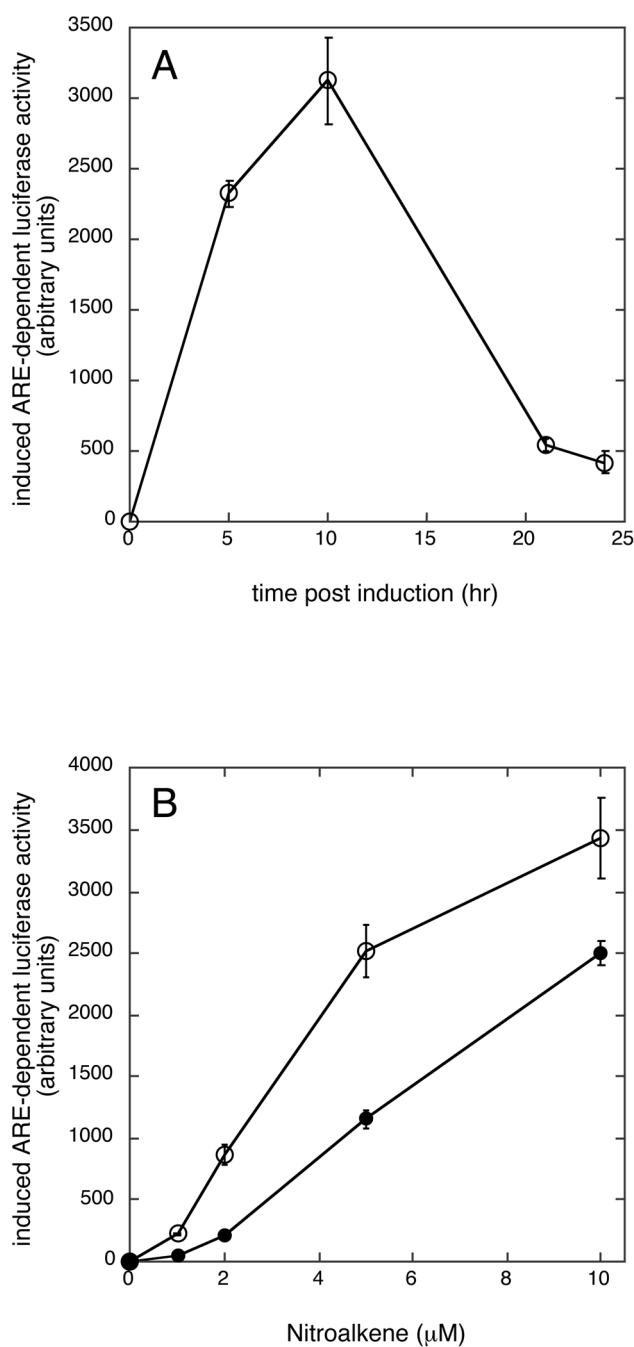 A
3500
3000
2500
2000
1500
1000
500
0
0 5 10 15 20 25
induced ARE-dependent luciferase activity
(arbitrary units)
time post induction (hr)
B
4000
3500
3000
2500
2000
1500
1000
500
0
0 2 4 6 8 10
induced ARE-dependent luciferase activity
(arbitrary units)
Nitroalkene (μM)